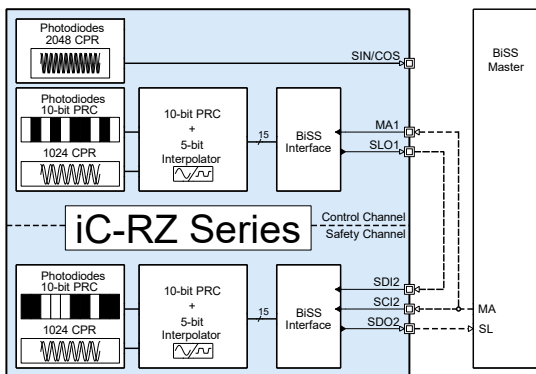 Photodiodes
2048 CPR
SIN/COS
BiSS
Master
Photodiodes
10-bit PRC
1024 CPR
10-bit PRC
+
5-bit
Interpolator
15
BiSS
Interface
MA1
SLO1
iC-RZ Series
Control Channel
Safety Channel
Photodiodes
10-bit PRC
1024 CPR
10-bit PRC
+
5-bit
Interpolator
15
BiSS
Interface
SDI2
SCI2
SDO2
MA
SL